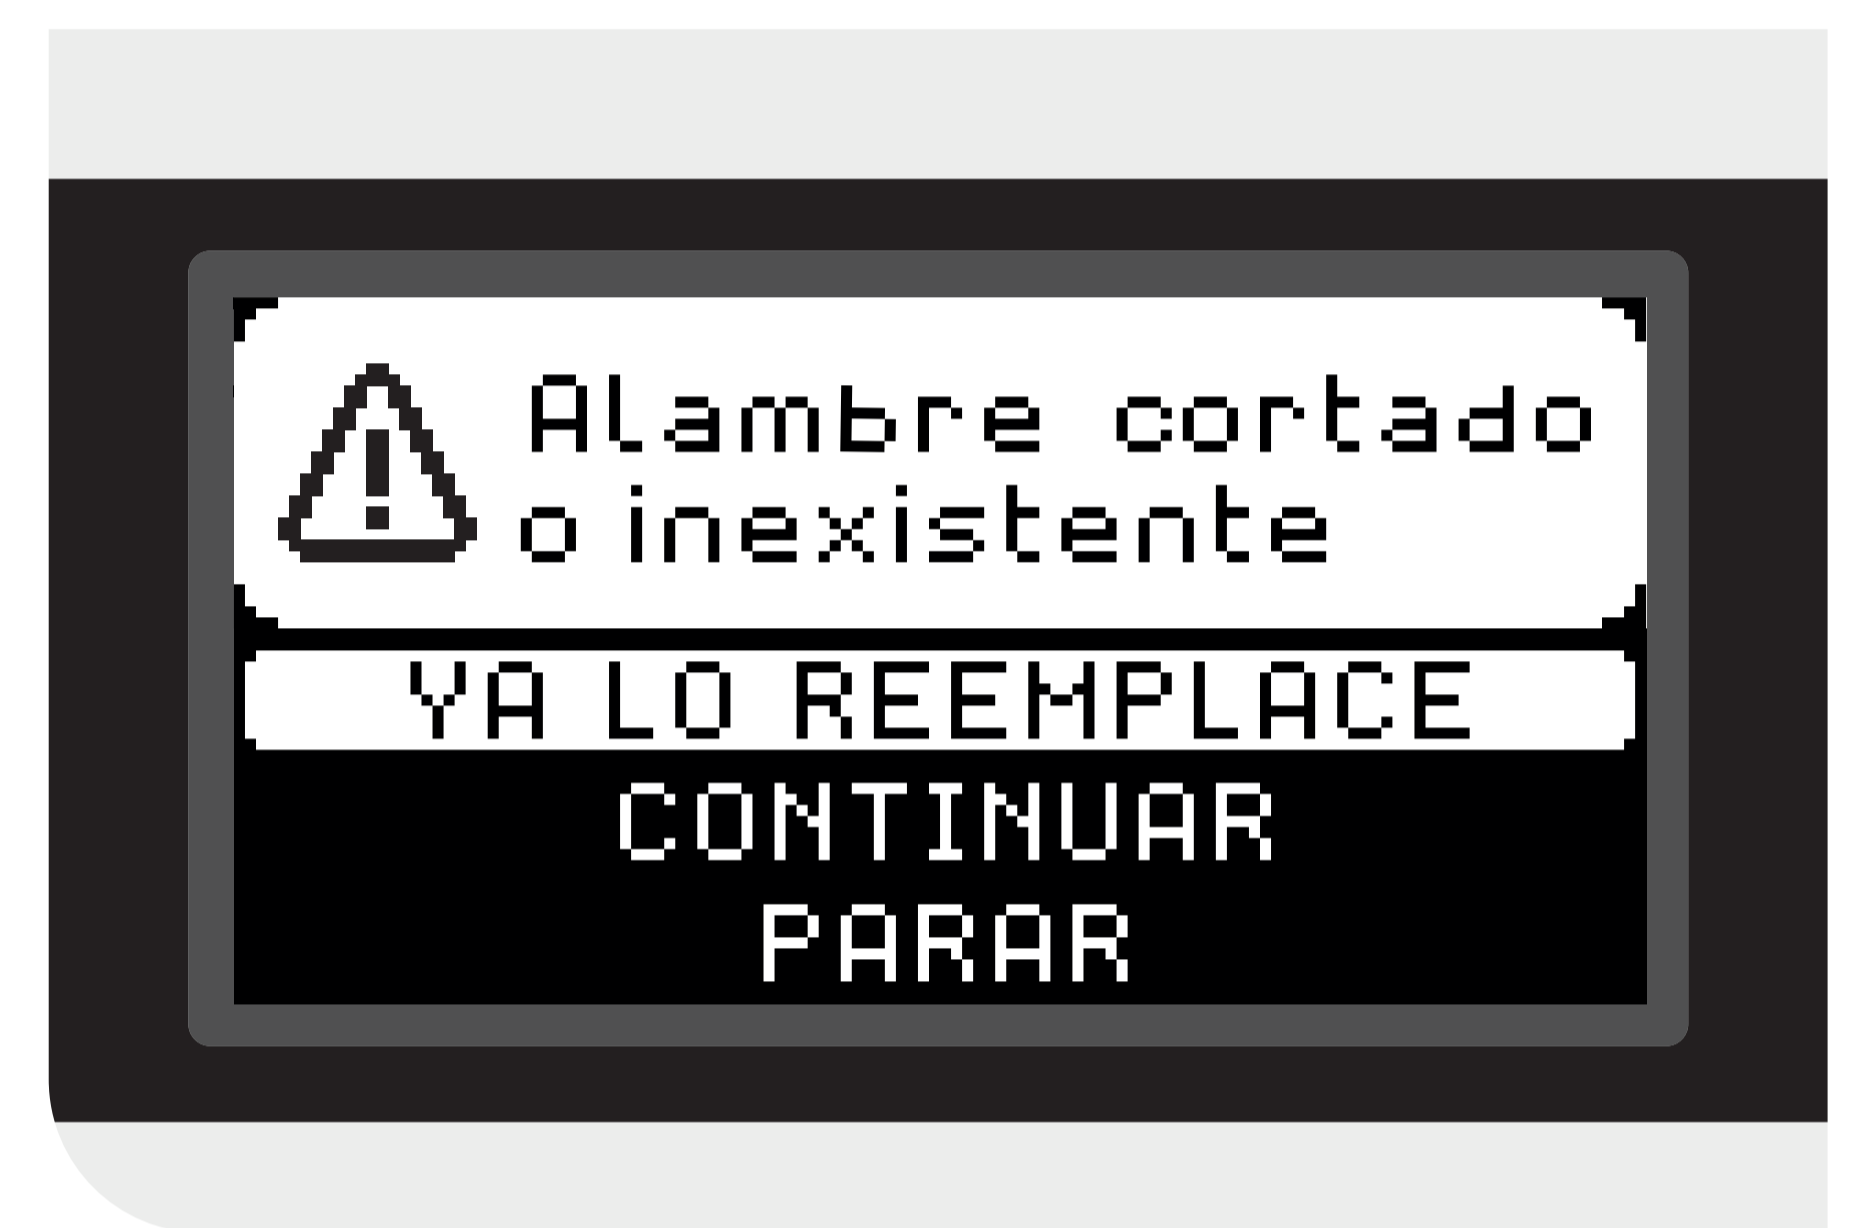 Alambre cortado
o inexistente
YA LO REEMPLACE
CONTINUAR
PARAR